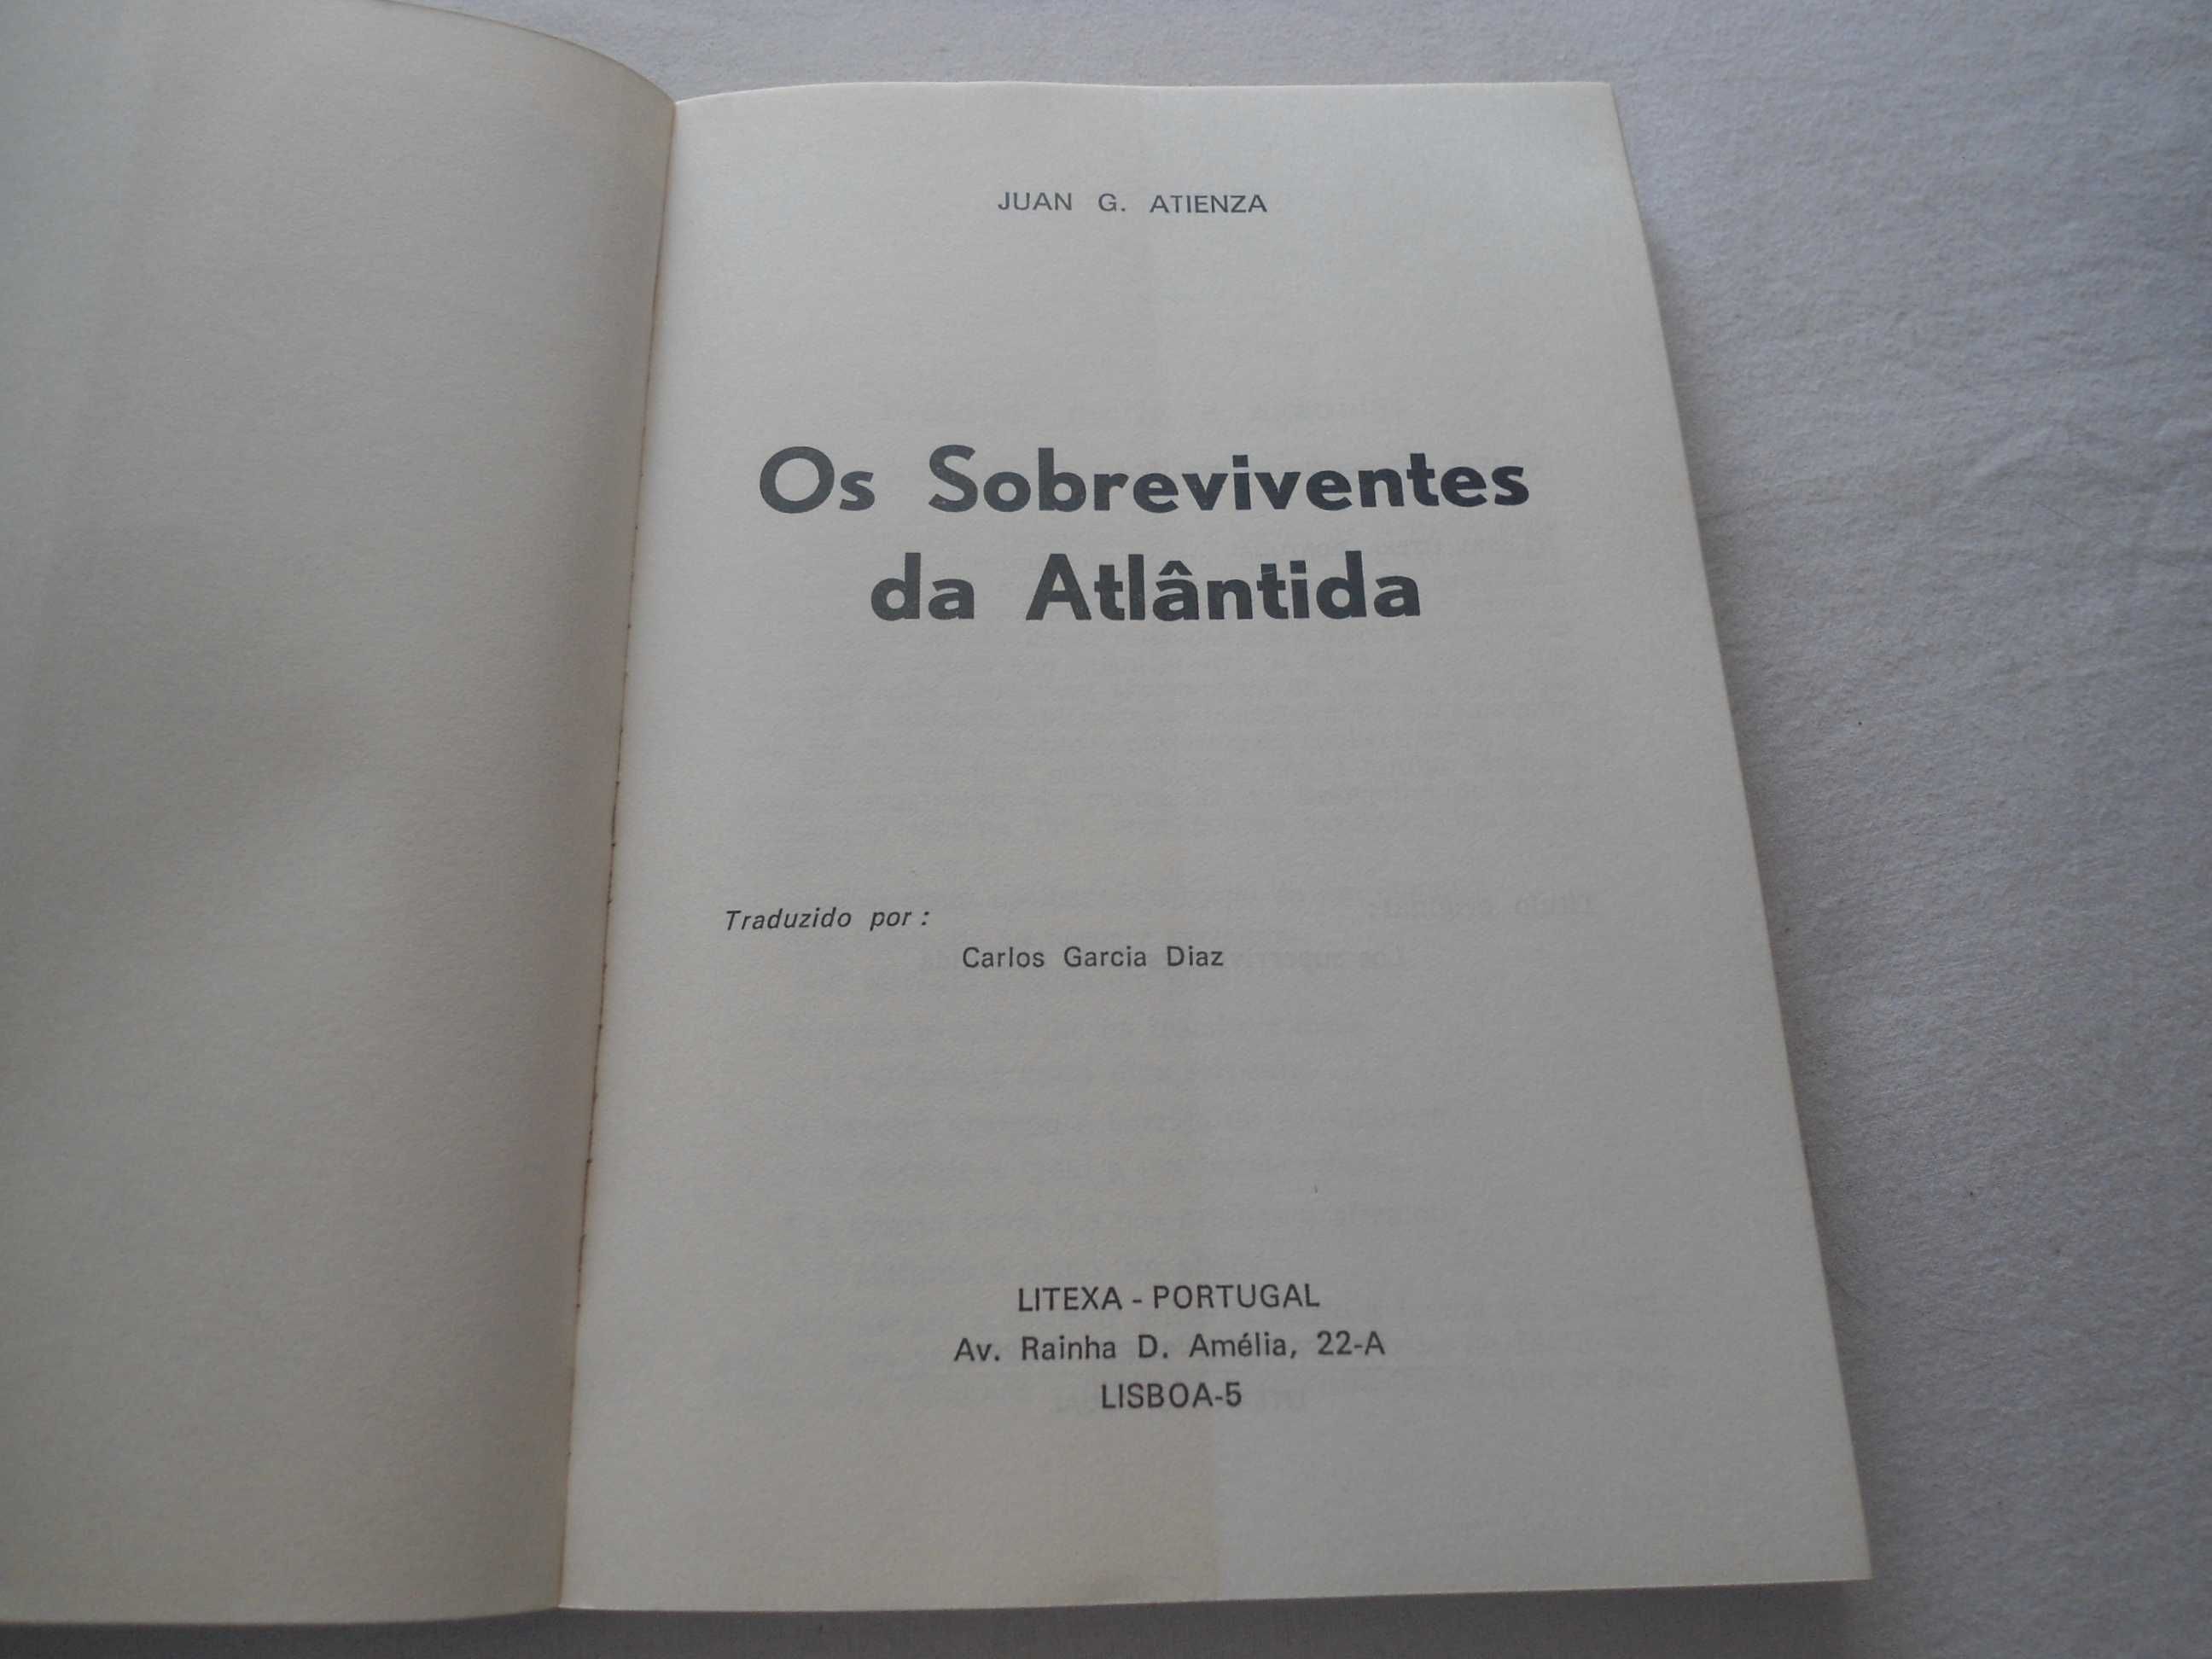 JUAN G. ATIENZA
Os Sobreviventes
da Atlântida
Traduzido por :
Carlos Garcia Diaz
LITEXA - PORTUGAL
Av. Rainha D. Amélia, 22-A
LISBOA-5